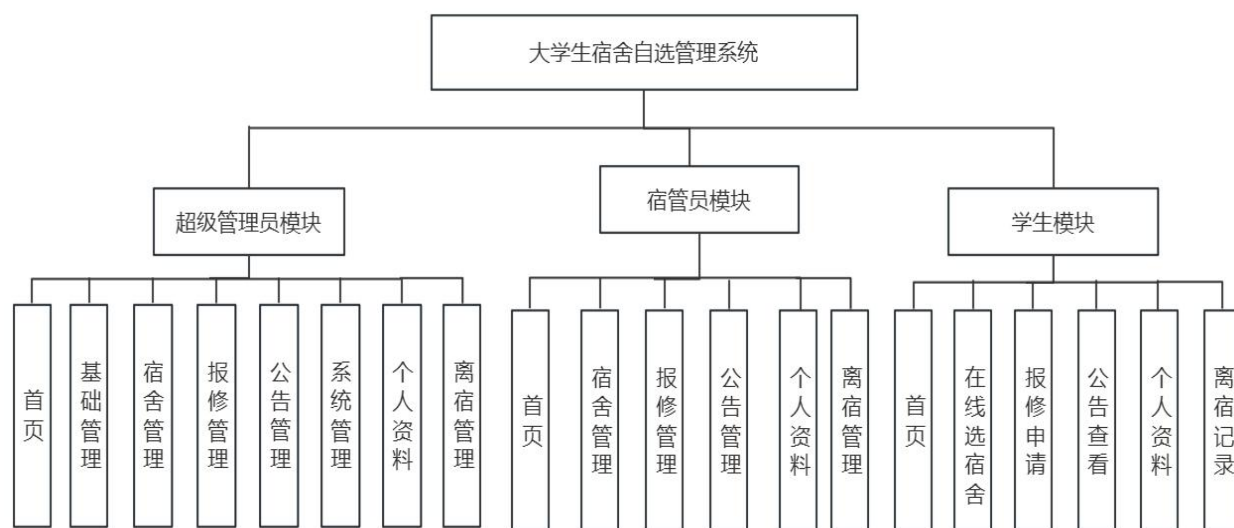 大学生宿舍自选管理系统
超级管理员模块
宿管员模块
学生模块
首页
基础管理
宿舍管理
报修管理
公告管理
系统管理
个人资料
离宿管理
首页
宿舍管理
报修管理
公告管理
个人资料
离宿管理
首页
在线选宿舍
报修申请
公告查看
个人资料
离宿记录